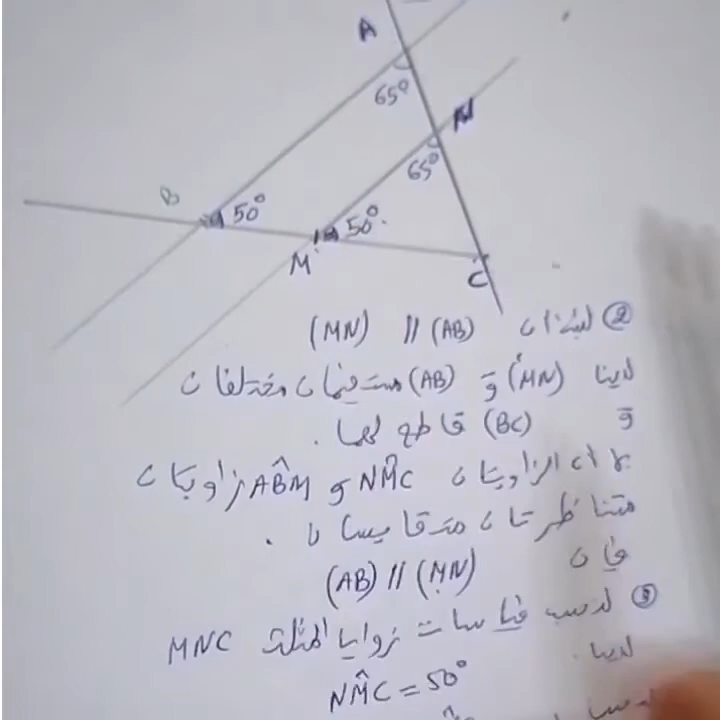 A
65°
N
65°
B
50°
50°
M
C
② لنبين أن (AB) // (MN)
لدينا (MN) و (AB) مستقيمان مختلفان
و (BC) قاطع لهما .
بما أن الزاويتان NM̂C و AB̂M زاويتان
متناظرتان متقايستان .
فإن
(AB) // (MN)
③ لنحسب قياسات زوايا المثلث MNC
لدينا
NM̂C = 50°